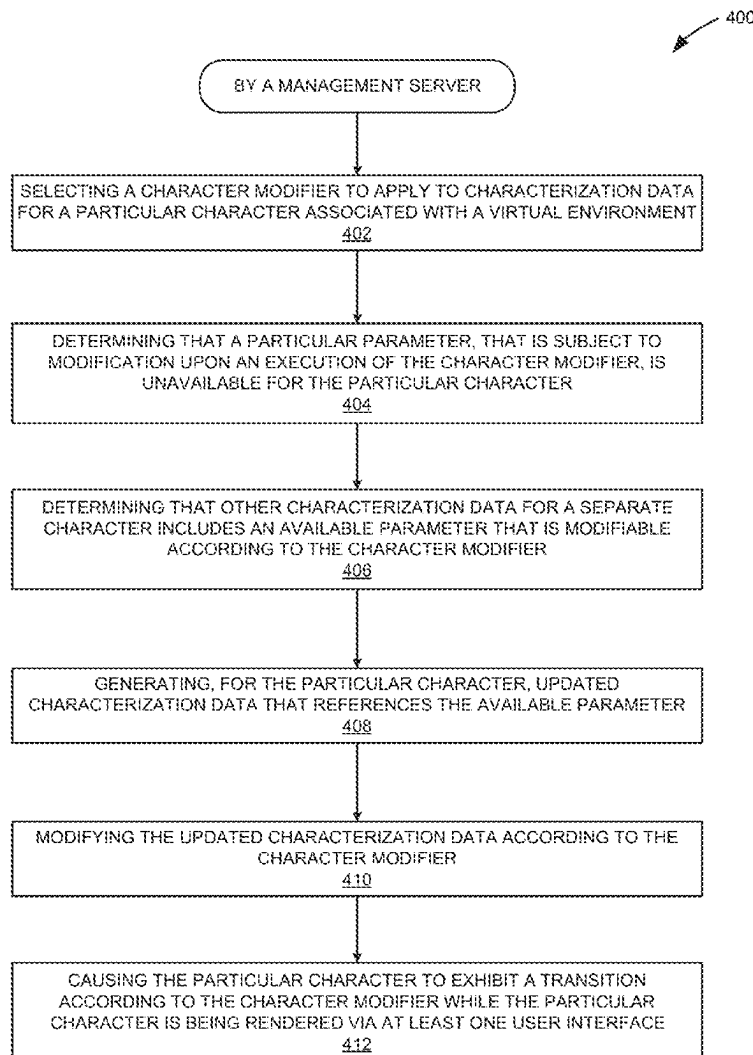 400
BY A MANAGEMENT SERVER
SELECTING A CHARACTER MODIFIER TO APPLY TO CHARACTERIZATION DATA
FOR A PARTICULAR CHARACTER ASSOCIATED WITH A VIRTUAL ENVIRONMENT
402
DETERMINING THAT A PARTICULAR PARAMETER, THAT IS SUBJECT TO
MODIFICATION UPON AN EXECUTION OF THE CHARACTER MODIFIER, IS
UNAVAILABLE FOR THE PARTICULAR CHARACTER
404
DETERMINING THAT OTHER CHARACTERIZATION DATA FOR A SEPARATE
CHARACTER INCLUDES AN AVAILABLE PARAMETER THAT IS MODIFIABLE
ACCORDING TO THE CHARACTER MODIFIER
406
GENERATING, FOR THE PARTICULAR CHARACTER, UPDATED
CHARACTERIZATION DATA THAT REFERENCES THE AVAILABLE PARAMETER
408
MODIFYING THE UPDATED CHARACTERIZATION DATA ACCORDING TO THE
CHARACTER MODIFIER
410
CAUSING THE PARTICULAR CHARACTER TO EXHIBIT A TRANSITION
ACCORDING TO THE CHARACTER MODIFIER WHILE THE PARTICULAR
CHARACTER IS BEING RENDERED VIA AT LEAST ONE USER INTERFACE
412